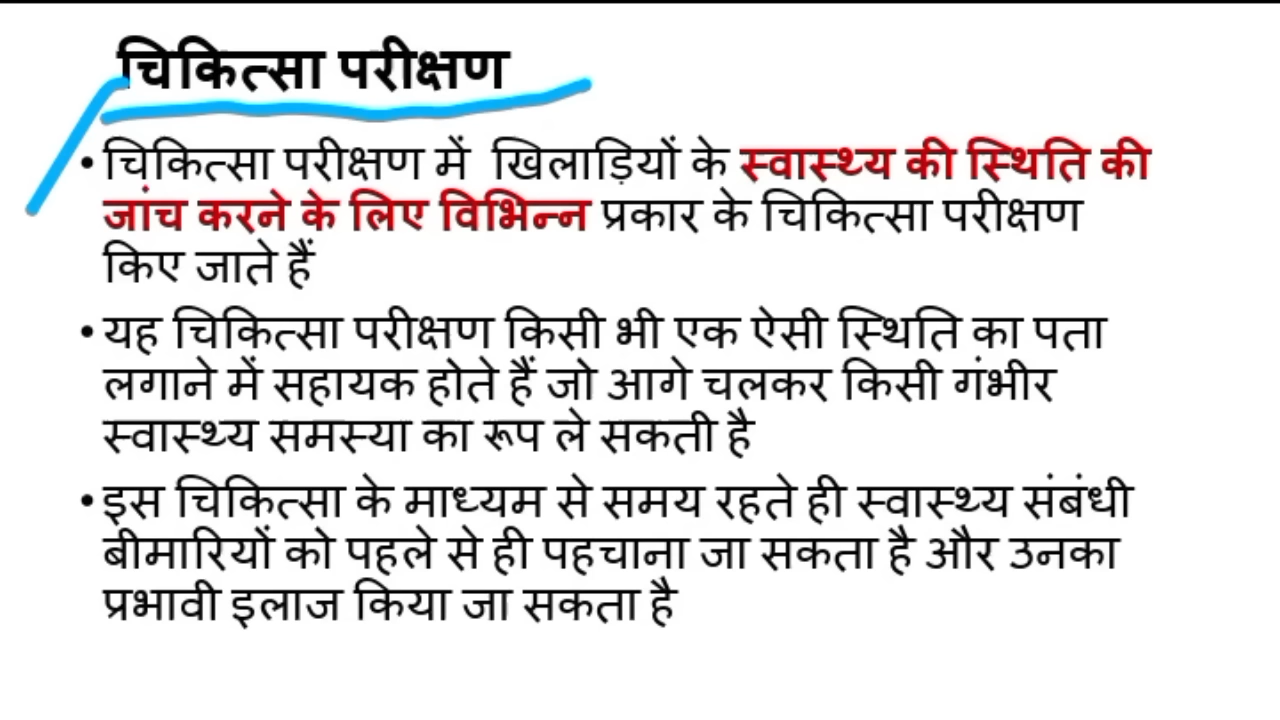 चिकित्सा परीक्षण
• चिकित्सा परीक्षण में खिलाड़ियों के स्वास्थ्य की स्थिति की
जांच करने के लिए विभिन्न प्रकार के चिकित्सा परीक्षण
किए जाते हैं
• यह चिकित्सा परीक्षण किसी भी एक ऐसी स्थिति का पता
लगाने में सहायक होते हैं जो आगे चलकर किसी गंभीर
स्वास्थ्य समस्या का रूप ले सकती है
• इस चिकित्सा के माध्यम से समय रहते ही स्वास्थ्य संबंधी
बीमारियों को पहले से ही पहचाना जा सकता है और उनका
प्रभावी इलाज किया जा सकता है